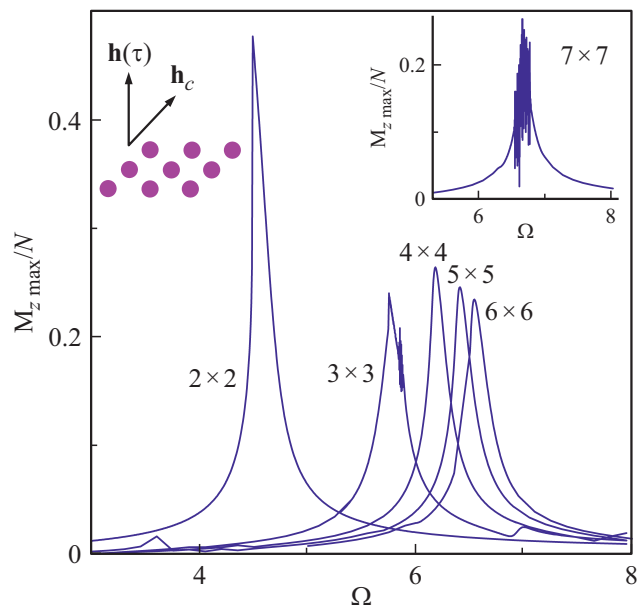 h(τ)
h_c
M_z max/N
0.4
0.2
0
4
6
8
Ω
2 × 2
3 × 3
4 × 4
5 × 5
6 × 6
7 × 7
M_z max/N
0.2
0
6
8
Ω